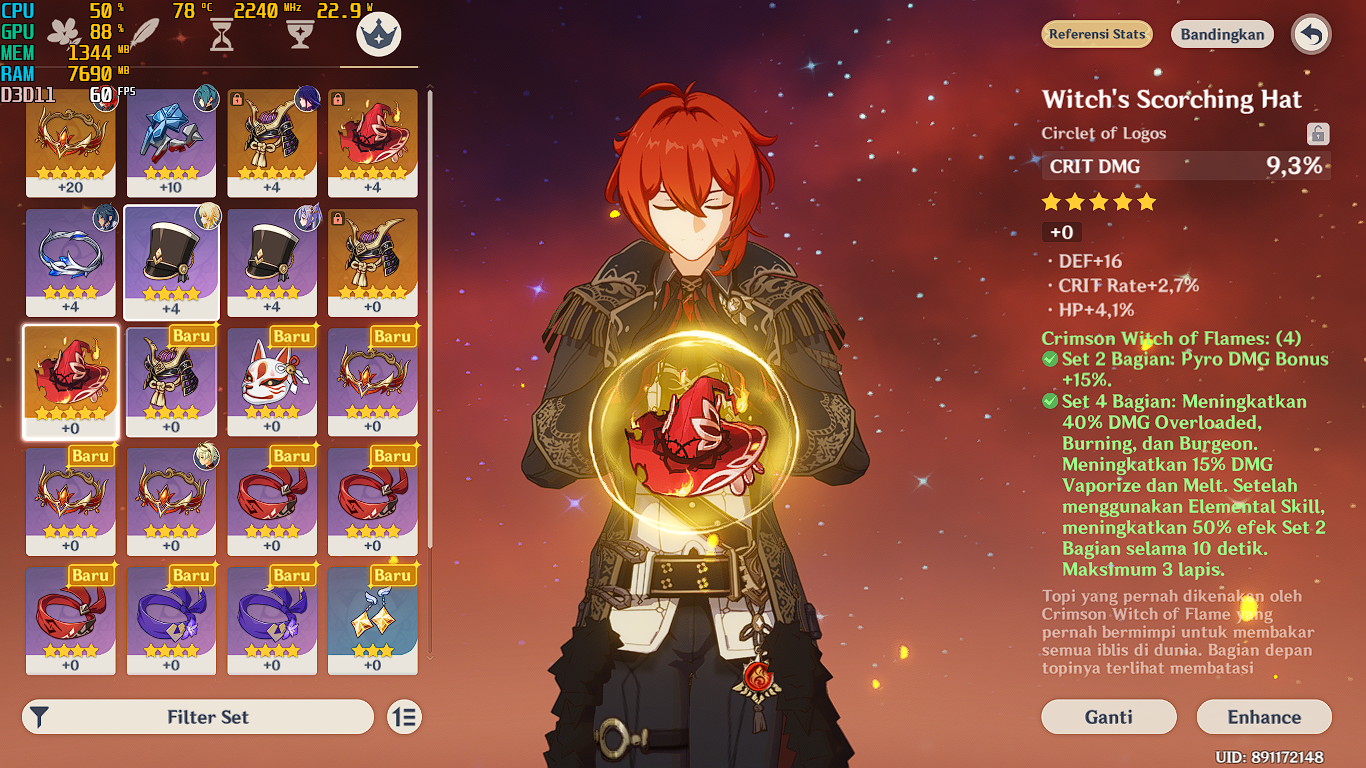 CPU 50 % 78 °C 2240 MHz 22.9 W
GPU 88 %
MEM 1344 MB
RAM 7690 MB
D3D11 60 FPS
Referensi Stats
Bandingkan
+20
+10
+4
+4
+4
+4
+4
+0
+0
Baru
+0
Baru
+0
Baru
+0
Baru
+0
+0
Baru
+0
Baru
+0
Baru
+0
Baru
+0
Baru
+0
Baru
+0
Filter Set
1
Witch's Scorching Hat
Circlet of Logos
CRIT DMG 9,3%
+0
· DEF+16
· CRIT Rate+2,7%
· HP+4,1%
Crimson Witch of Flames: (4)
Set 2 Bagian: Pyro DMG Bonus
+15%.
Set 4 Bagian: Meningkatkan
40% DMG Overloaded,
Burning, dan Burgeon.
Meningkatkan 15% DMG
Vaporize dan Melt. Setelah
menggunakan Elemental Skill,
meningkatkan 50% efek Set 2
Bagian selama 10 detik.
Maksimum 3 lapis.
Topi yang pernah dikenakan oleh
Crimson Witch of Flame yang
pernah bermimpi untuk membakar
semua iblis di dunia. Bagian depan
topinya terlihat membatasi
Ganti
Enhance
UID: 891172148